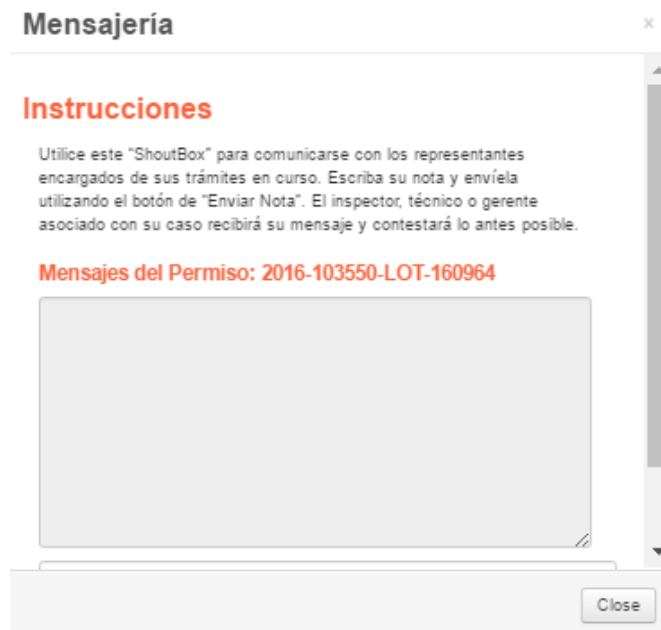 Mensajería
×
Instrucciones
Utilice este "ShoutBox" para comunicarse con los representantes
encargados de sus trámites en curso. Escriba su nota y envíela
utilizando el botón de "Enviar Nota". El inspector, técnico o gerente
asociado con su caso recibirá su mensaje y contestará lo antes posible.
Mensajes del Permiso: 2016-103550-LOT-160964
Close